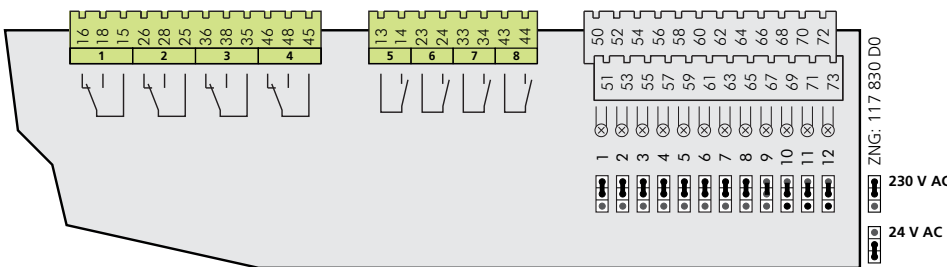 16 18 15 26 28 25 36 38 35 46 48 45
1 2 3 4
13 14 23 24 33 34 43 44
5 6 7 8
50 52 54 56 58 60 62 64 66 68 70 72
51 53 55 57 59 61 63 65 67 69 71 73
1 2 3 4 5 6 7 8 9 10 11 12
ZNG: 117 830 D0
230 V AC
24 V AC